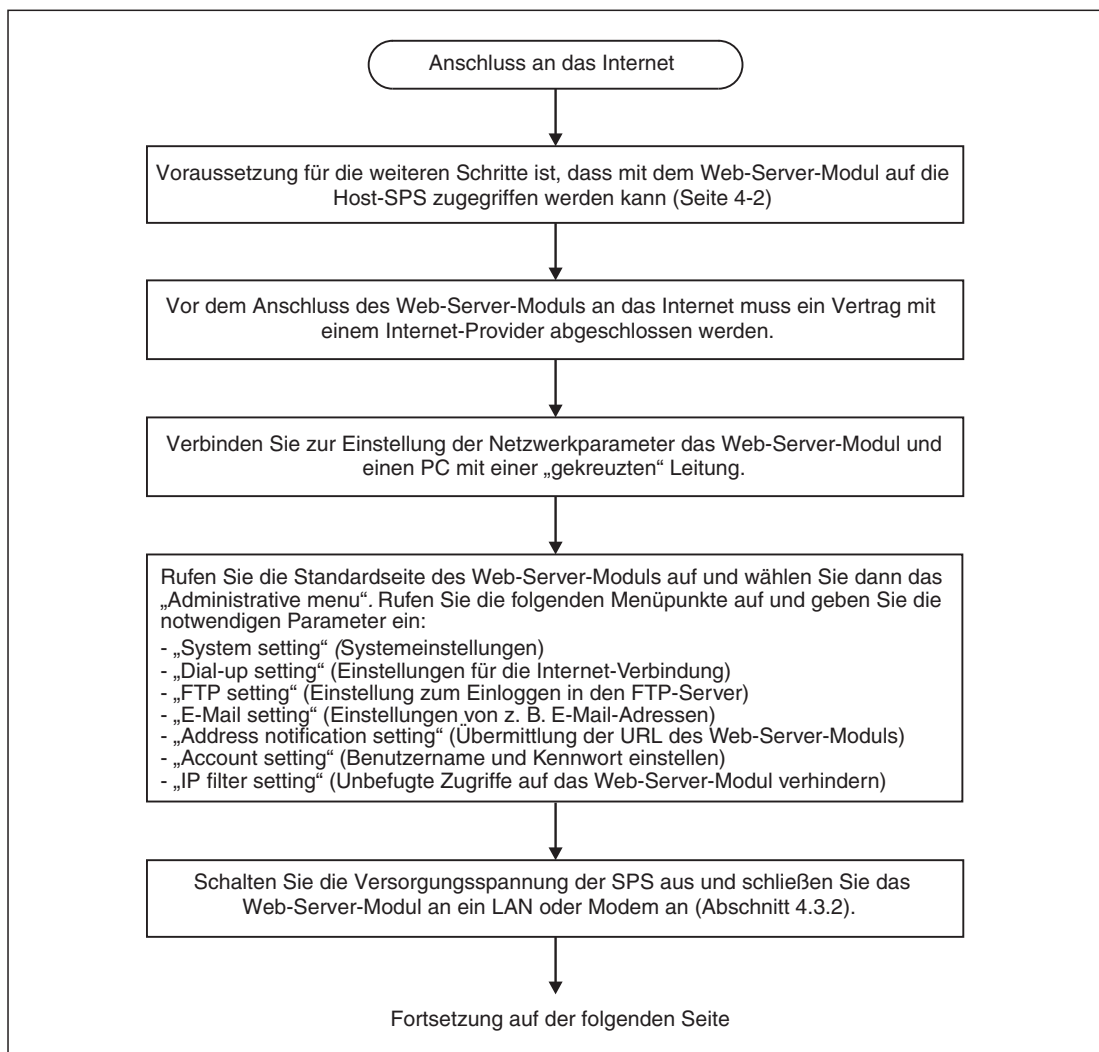 Anschluss an das Internet
Voraussetzung für die weiteren Schritte ist, dass mit dem Web-Server-Modul auf die
Host-SPS zugegriffen werden kann (Seite 4-2)
Vor dem Anschluss des Web-Server-Moduls an das Internet muss ein Vertrag mit
einem Internet-Provider abgeschlossen werden.
Verbinden Sie zur Einstellung der Netzwerkparameter das Web-Server-Modul und
einen PC mit einer „gekreuzten“ Leitung.
Rufen Sie die Standardseite des Web-Server-Moduls auf und wählen Sie dann das
„Administrative menu“. Rufen Sie die folgenden Menüpunkte auf und geben Sie die
notwendigen Parameter ein:
- „System setting“ (Systemeinstellungen)
- „Dial-up setting“ (Einstellungen für die Internet-Verbindung)
- „FTP setting“ (Einstellung zum Einloggen in den FTP-Server)
- „E-Mail setting“ (Einstellungen von z. B. E-Mail-Adressen)
- „Address notification setting“ (Übermittlung der URL des Web-Server-Moduls)
- „Account setting“ (Benutzername und Kennwort einstellen)
- „IP filter setting“ (Unbefugte Zugriffe auf das Web-Server-Modul verhindern)
Schalten Sie die Versorgungsspannung der SPS aus und schließen Sie das
Web-Server-Modul an ein LAN oder Modem an (Abschnitt 4.3.2).
Fortsetzung auf der folgenden Seite